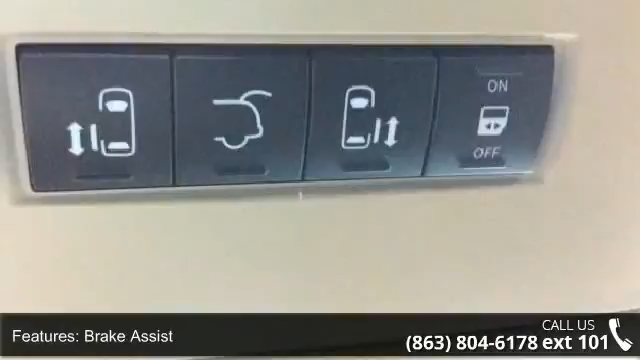 ON
OFF
Features: Brake Assist
CALL US
(863) 804-6178 ext 101